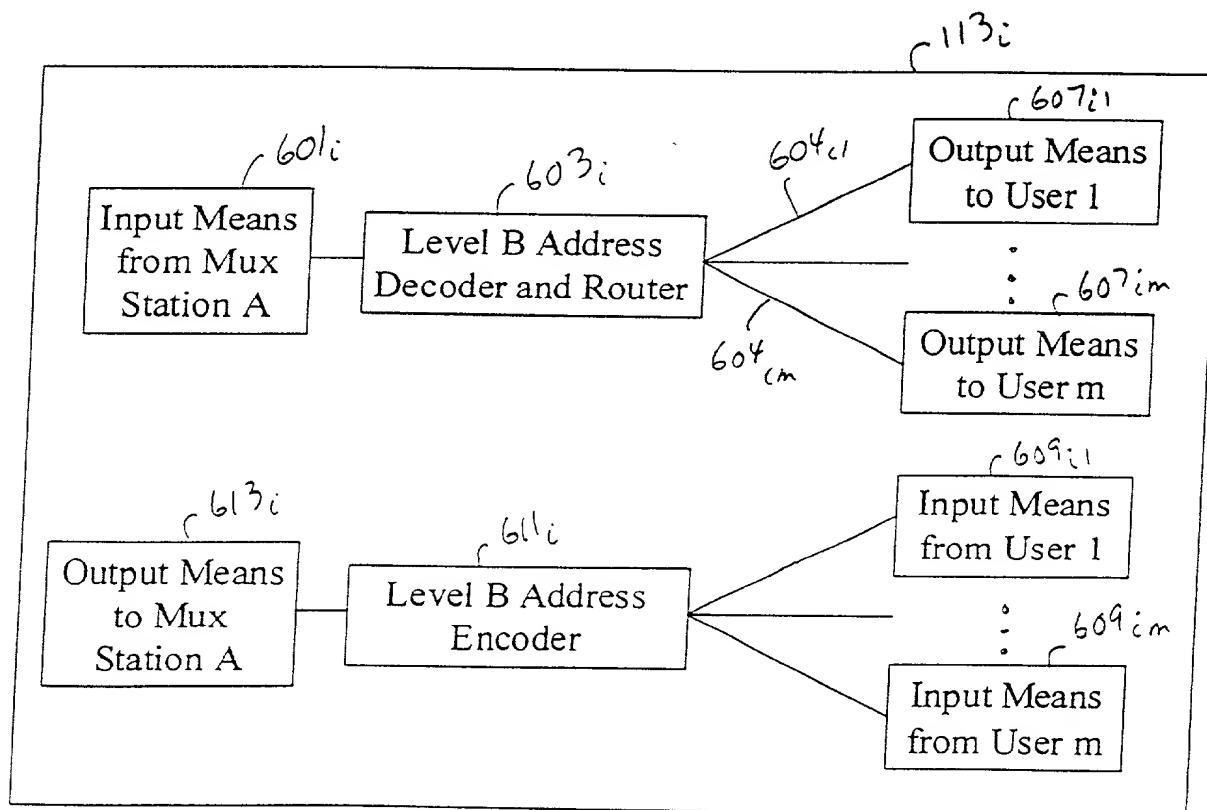 113i
607i1
601i
604i1
603i
Output Means
to User 1
Input Means
from Mux
Station A
Level B Address
Decoder and Router
607im
604im
Output Means
to User m
609i1
613i
611i
Input Means
from User 1
Output Means
to Mux
Station A
Level B Address
Encoder
609im
Input Means
from User m